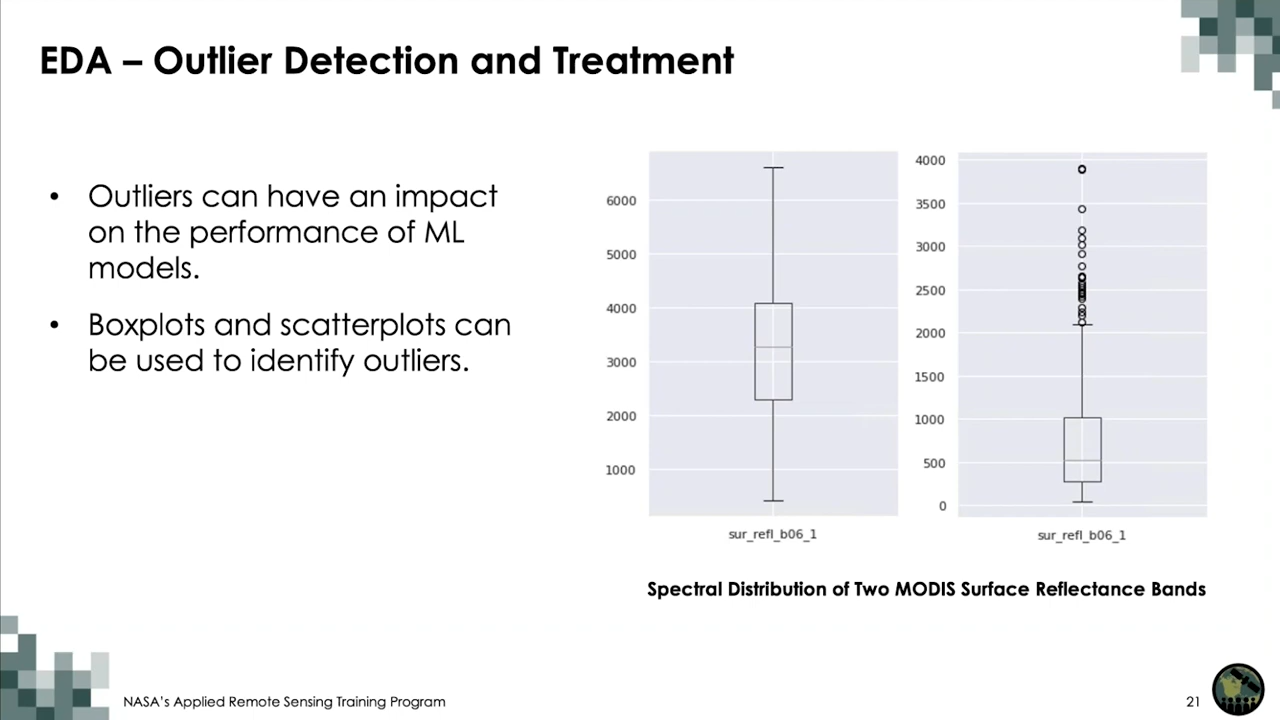 EDA – Outlier Detection and Treatment
• Outliers can have an impact
on the performance of ML
models.
• Boxplots and scatterplots can
be used to identify outliers.
6000
5000
4000
3000
2000
1000
sur_refl_b06_1
4000
3500
3000
2500
2000
1500
1000
500
0
sur_refl_b06_1
Spectral Distribution of Two MODIS Surface Reflectance Bands
NASA's Applied Remote Sensing Training Program
21